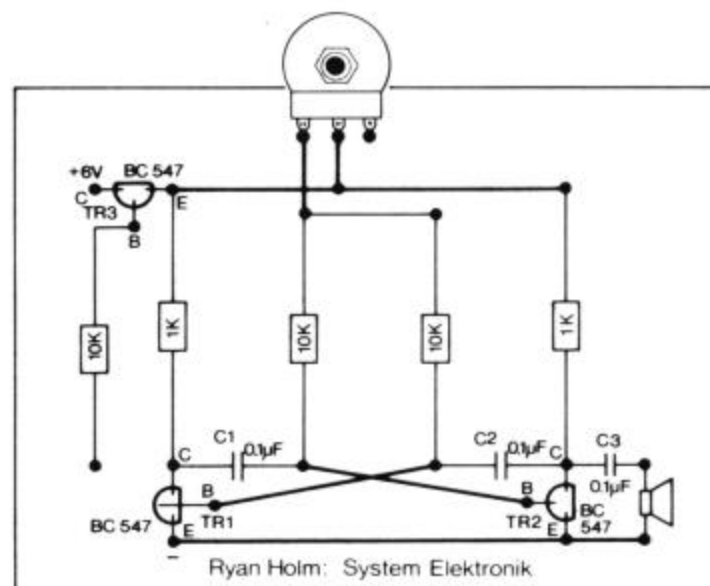 +6V
BC 547
C
TR3
E
B
10K
1K
10K
10K
1K
C1
0.1µF
C
C2
0.1µF
C
C3
0.1µF
B
TR1
B
TR2
BC 547
E
BC
547
E
–
Ryan Holm: System Elektronik